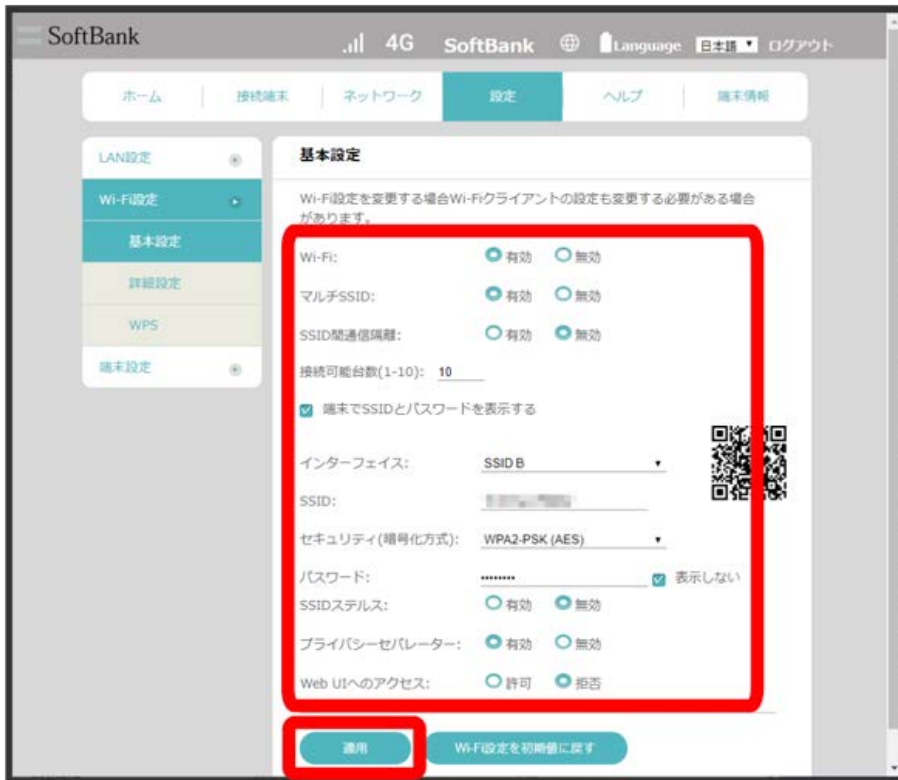 SoftBank
4G SoftBank Language 日本語 ログアウト
ホーム 接続端末 ネットワーク 設定 ヘルプ 端末情報
LAN設定
Wi-Fi設定
基本設定
詳細設定
WPS
端末設定
基本設定
Wi-Fi設定を変更する場合Wi-Fiクライアントの設定も変更する必要がある場合
があります。
Wi-Fi: 有効 無効
マルチSSID: 有効 無効
SSID間通信隔離: 有効 無効
接続可能台数(1-10): 10
端末でSSIDとパスワードを表示する
インターフェイス: SSID B
SSID:
セキュリティ(暗号化方式): WPA2-PSK (AES)
パスワード: •••••••• 表示しない
SSIDステルス: 有効 無効
プライバシーセパレーター: 有効 無効
Web UIへのアクセス: 許可 拒否
適用 Wi-Fi設定を初期値に戻す